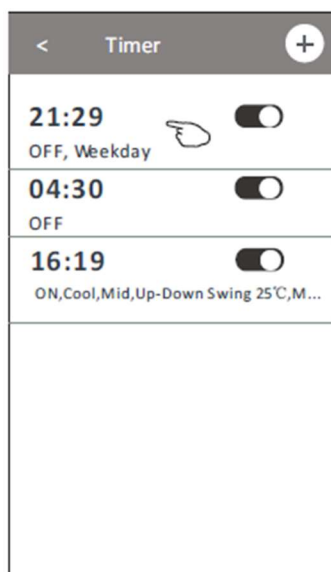 < Timer +
21:29
OFF, Weekday
04:30
OFF
16:19
ON,Cool,Mid,Up-Down Swing 25℃,M...